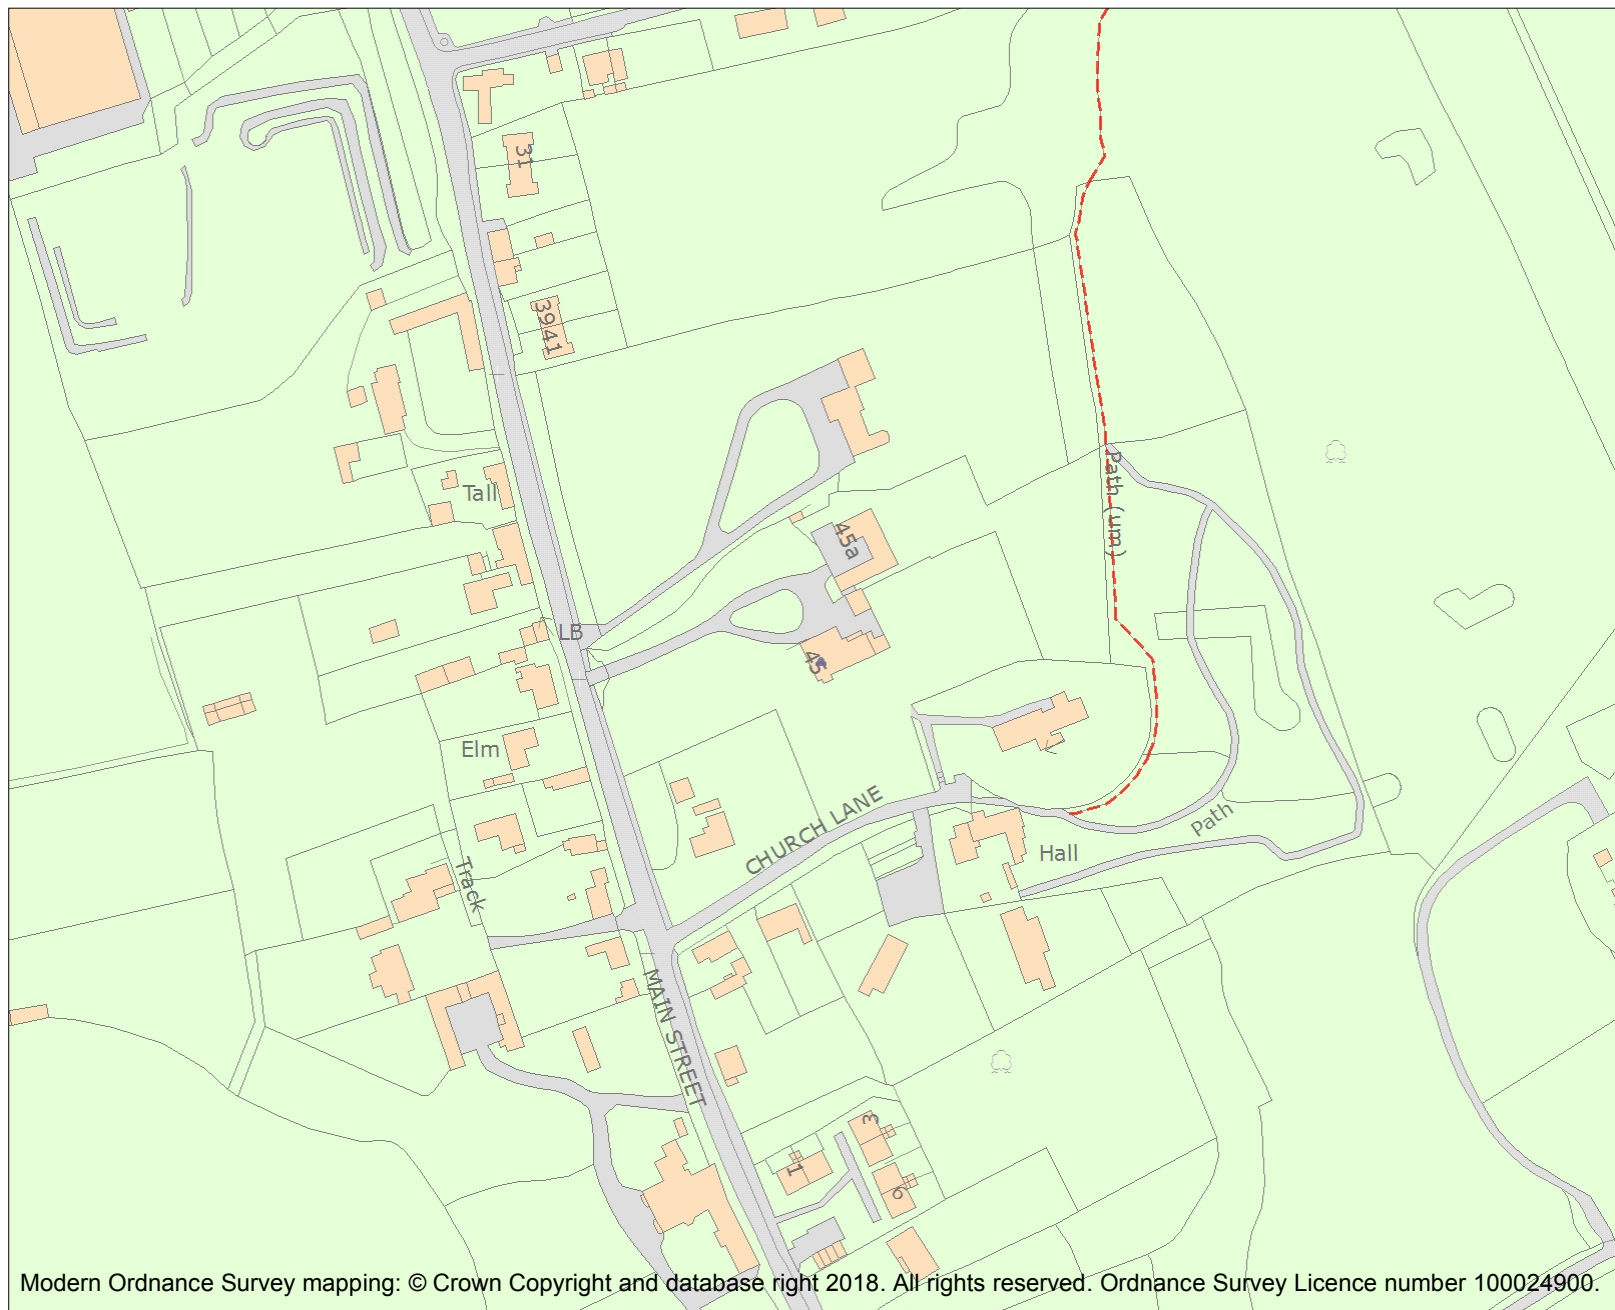 31
3941
Tall
Path (um)
45a
LB
45
Elm
CHURCH LANE
Path
Hall
Track
MAIN STREET
3
1
6
Modern Ordnance Survey mapping: © Crown Copyright and database right 2018. All rights reserved. Ordnance Survey Licence number 100024900.